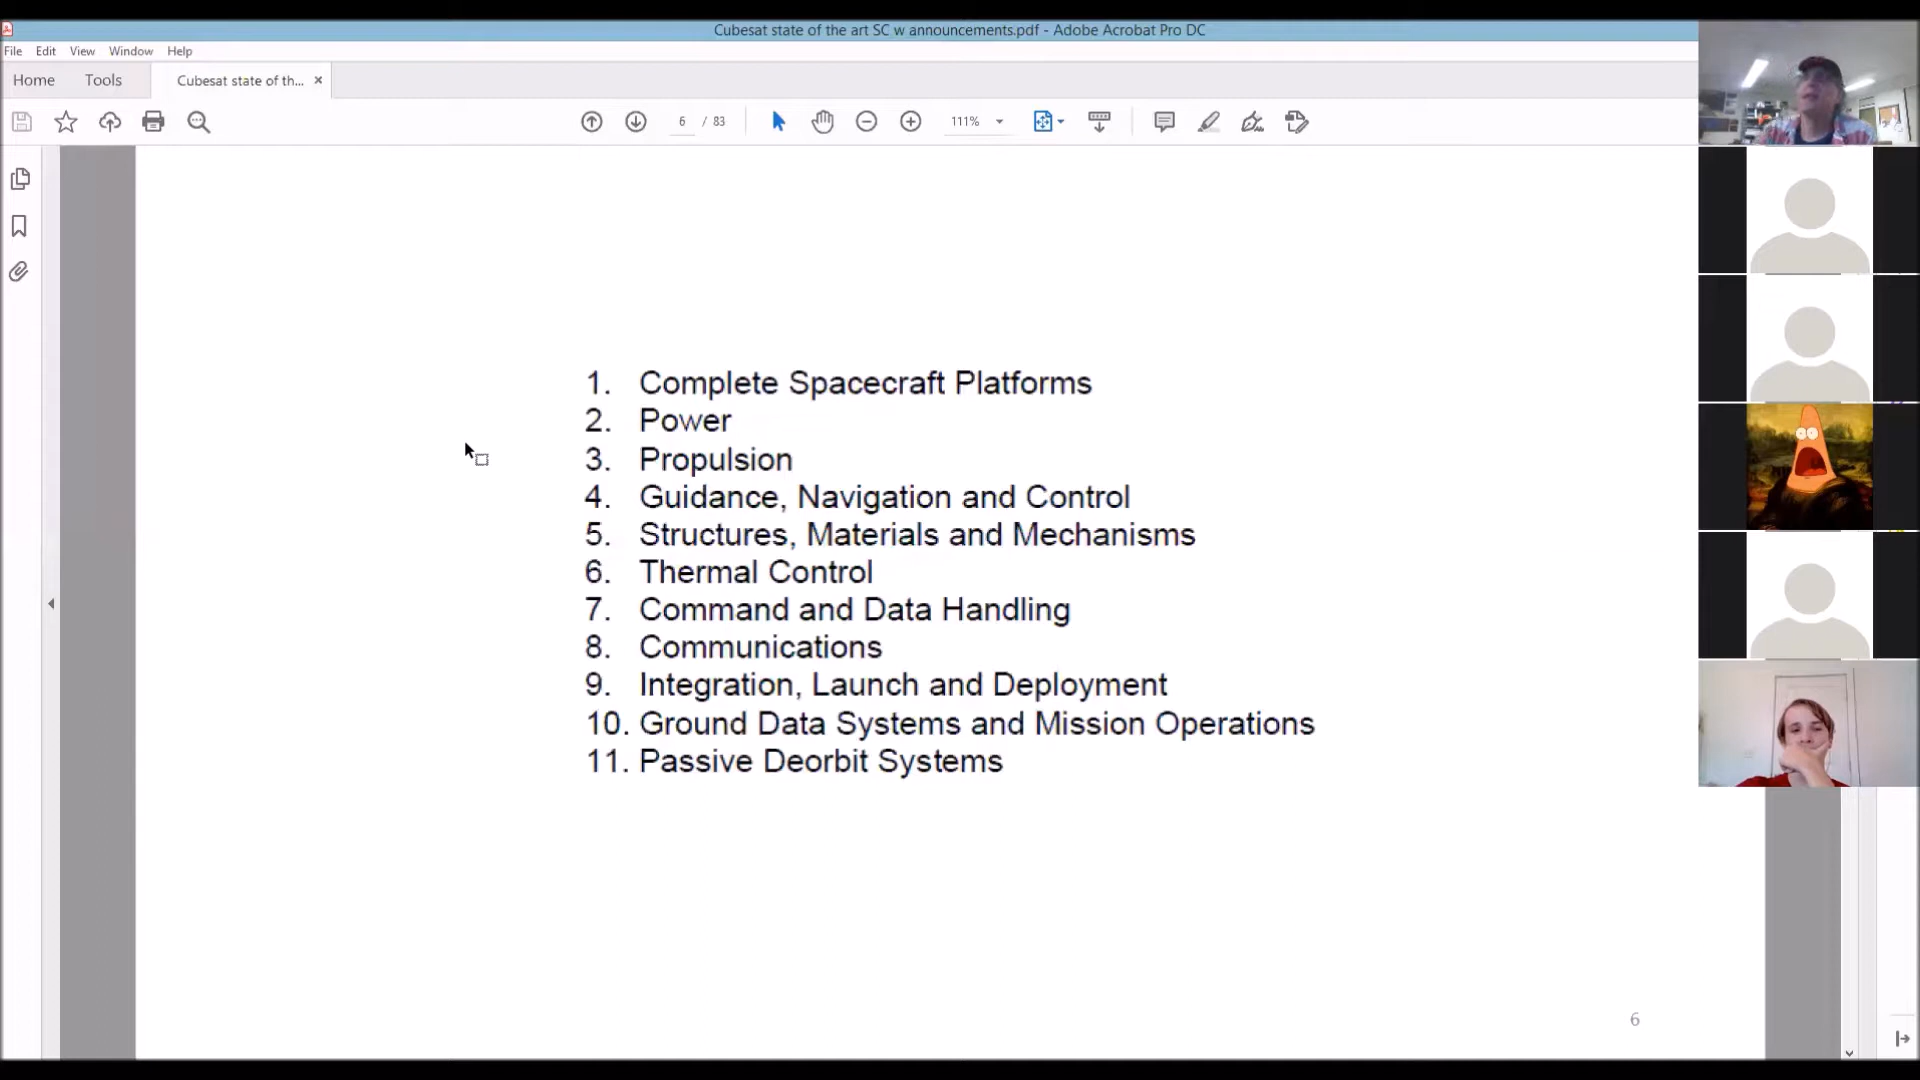 Cubesat state of the art SC w announcements.pdf - Adobe Acrobat Pro DC
File Edit View Window Help
Home Tools Cubesat state of th...
6 / 83 111%
1. Complete Spacecraft Platforms
2. Power
3. Propulsion
4. Guidance, Navigation and Control
5. Structures, Materials and Mechanisms
6. Thermal Control
7. Command and Data Handling
8. Communications
9. Integration, Launch and Deployment
10. Ground Data Systems and Mission Operations
11. Passive Deorbit Systems
6